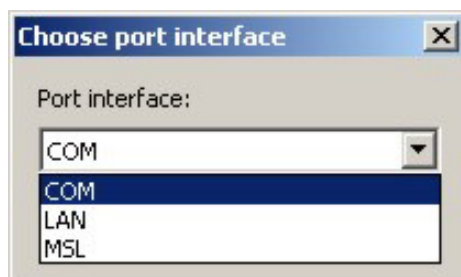 Choose port interface
Port interface:
COM
COM
LAN
MSL